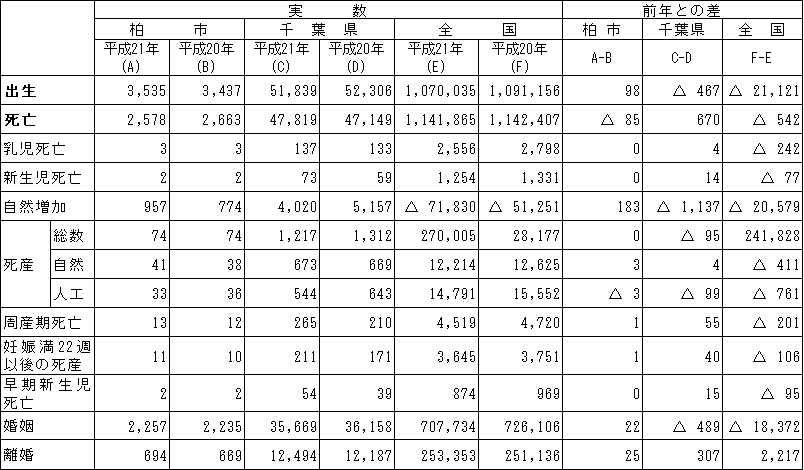 実 数 前年との差
柏 市 千 葉 県 全 国 柏 市 千葉県 全 国
平成21年 平成20年 平成21年 平成20年 平成21年 平成20年
(A) (B) (C) (D) (E) (F) A-B C-D F-E
出生 3,535 3,437 51,839 52,306 1,070,035 1,091,156 98 △ 467 △ 21,121
死亡 2,578 2,663 47,819 47,149 1,141,865 1,142,407 △ 85 670 △ 542
乳児死亡 3 3 137 133 2,556 2,798 0 4 △ 242
新生児死亡 2 2 73 59 1,254 1,331 0 14 △ 77
自然増加 957 774 4,020 5,157 △ 71,830 △ 51,251 183 △ 1,137 △ 20,579
死産 総数 74 74 1,217 1,312 270,005 28,177 0 △ 95 241,828
自然 41 38 673 669 12,214 12,625 3 4 △ 411
人工 33 36 544 643 14,791 15,552 △ 3 △ 99 △ 761
周産期死亡 13 12 265 210 4,519 4,720 1 55 △ 201
妊娠満22週
以後の死産 11 10 211 171 3,645 3,751 1 40 △ 106
早期新生児
死亡 2 2 54 39 874 969 0 15 △ 95
婚姻 2,257 2,235 35,669 36,158 707,734 726,106 22 △ 489 △ 18,372
離婚 694 669 12,494 12,187 253,353 251,136 25 307 2,217